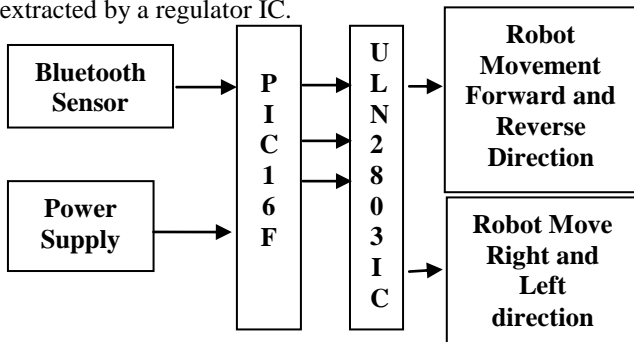 extracted by a regulator IC.
Bluetooth
Sensor
Power
Supply
P
I
C
1
6
F
U
L
N
2
8
0
3
I
C
Robot
Movement
Forward and
Reverse
Direction
Robot Move
Right and
Left
direction